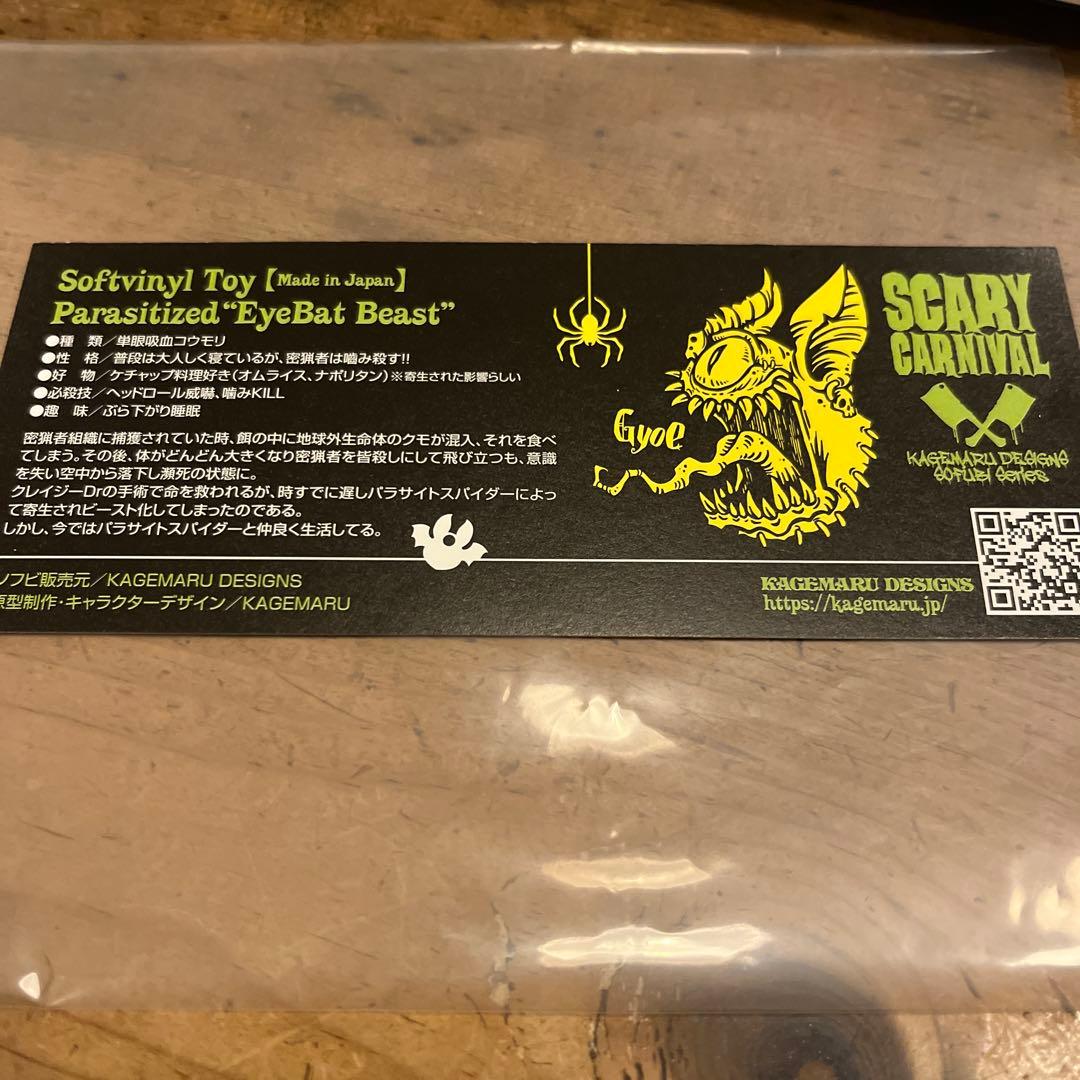 Softvinyl Toy【Made in Japan】
Parasitized “EyeBat Beast”
●種　類／単眼吸血コウモリ
●性　格／普段は大人しく寝ているが、密猟者は嚙み殺す!!
●好　物／ケチャップ料理好き（オムライス、ナポリタン）※寄生された影響らしい
●必殺技／ヘッドロール威嚇、嚙みKILL
●趣　味／ぶら下がり睡眠
密猟者組織に捕獲されていた時、餌の中に地球外生命体のクモが混入、それを食べ
てしまう。その後、体がどんどん大きくなり密猟者を皆殺しにして飛び立つも、意識
を失い空中から落下し瀕死の状態に。
クレイジーDrの手術で命を救われるが、時すでに遅しパラサイトスパイダーによっ
て寄生されビースト化してしまったのである。
しかし、今ではパラサイトスパイダーと仲良く生活してる。
ソフビ販売元／KAGEMARU DESIGNS
原型制作・キャラクターデザイン／KAGEMARU
Gyoe
SCARY
CARNIVAL
KAGEMARU DESIGNS
SOFUBI SERIES
KAGEMARU DESIGNS
https://kagemaru.jp/